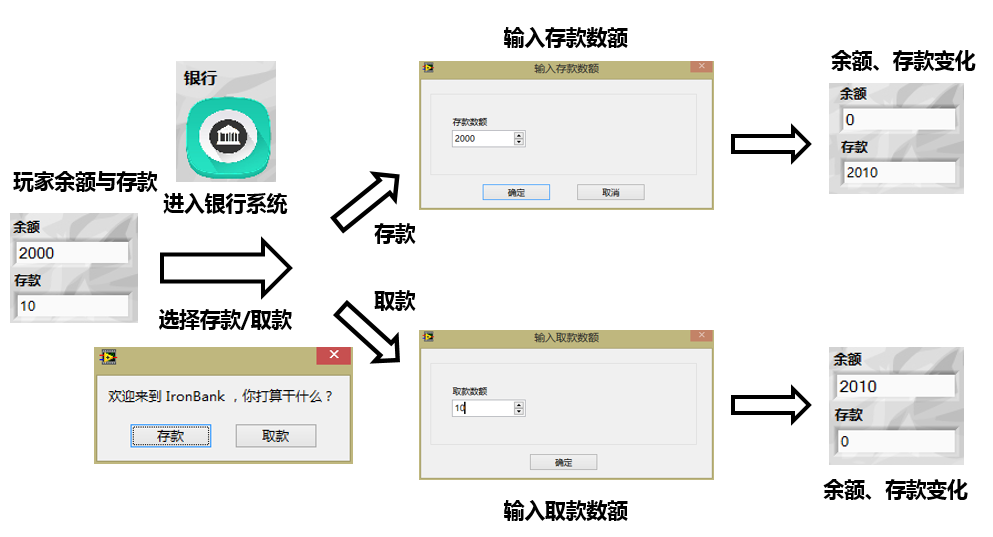 玩家余额与存款
余额
2000
存款
10
银行
进入银行系统
选择存款/取款
欢迎来到 IronBank ，你打算干什么？
存款
取款
存款
输入存款数额
输入存款数额
存款数额
2000
确定
取消
余额、存款变化
余额
0
存款
2010
取款
输入取款数额
取款数额
10
确定
输入取款数额
余额
2010
存款
0
余额、存款变化